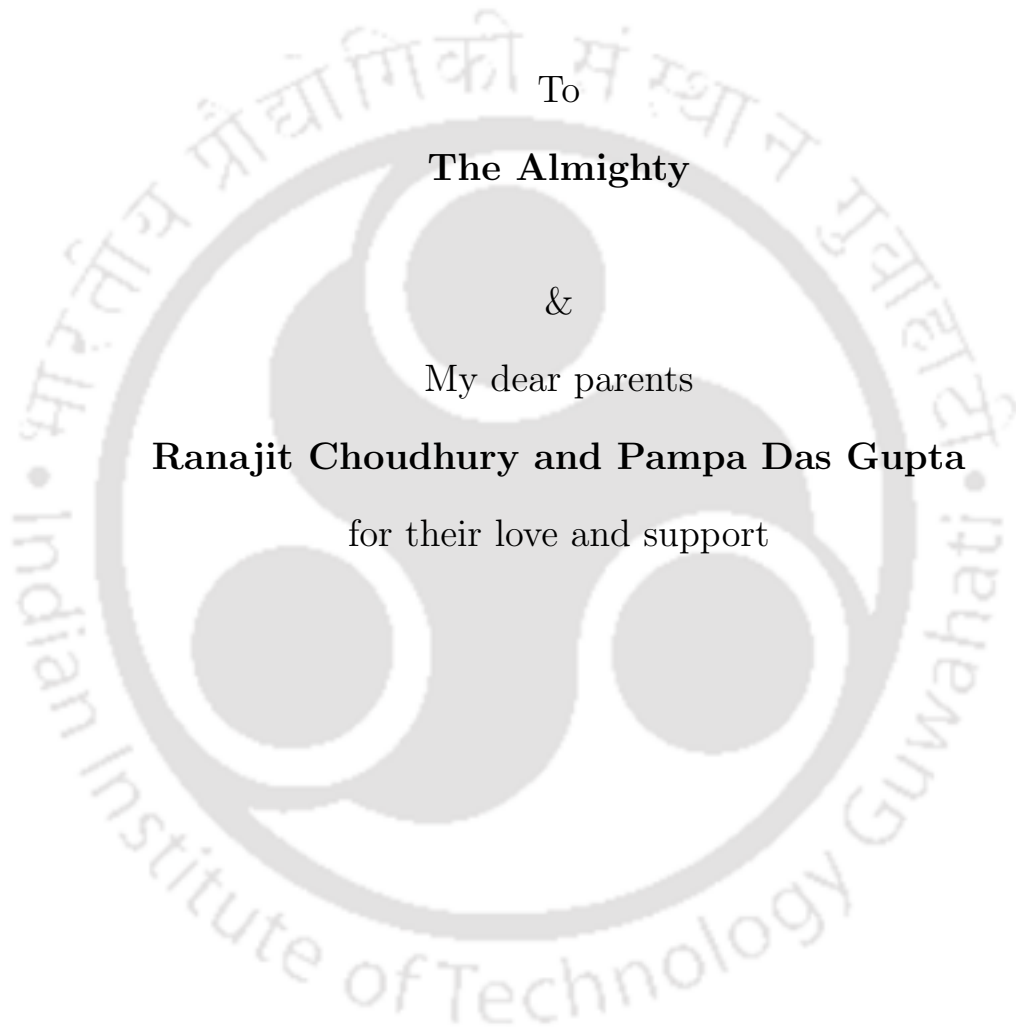 To
The Almighty
&
My dear parents
Ranajit Choudhury and Pampa Das Gupta
for their love and support
भारतीय प्रौद्योगिकी संस्थान गुवाहाटी
Indian Institute of Technology Guwahati